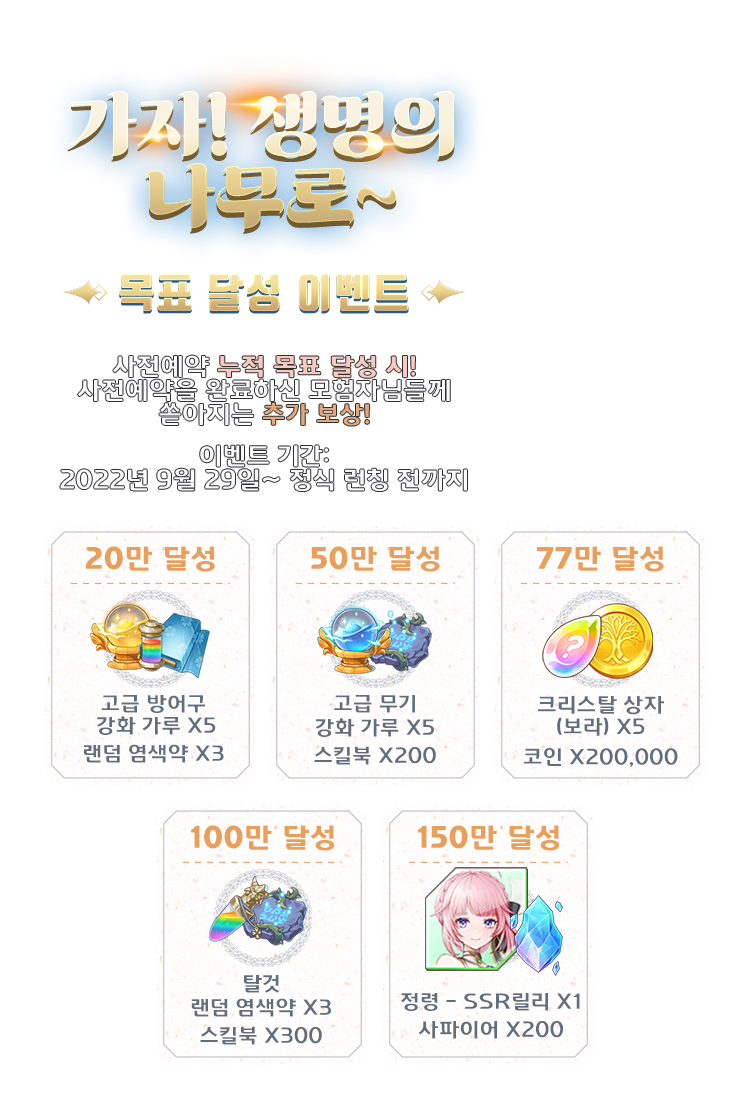 가자! 생명의
나무로~
목표 달성 이벤트
사전예약 누적 목표 달성 시!
사전예약을 완료하신 모험자님들께
쏟아지는 추가 보상!
이벤트 기간:
2022년 9월 29일~ 정식 런칭 전까지
20만 달성
고급 방어구
강화 가루 X5
랜덤 염색약 X3
50만 달성
고급 무기
강화 가루 X5
스킬북 X200
77만 달성
?
크리스탈 상자
(보라) X5
코인 X200,000
100만 달성
탈것
랜덤 염색약 X3
스킬북 X300
150만 달성
정령 - SSR릴리 X1
사파이어 X200